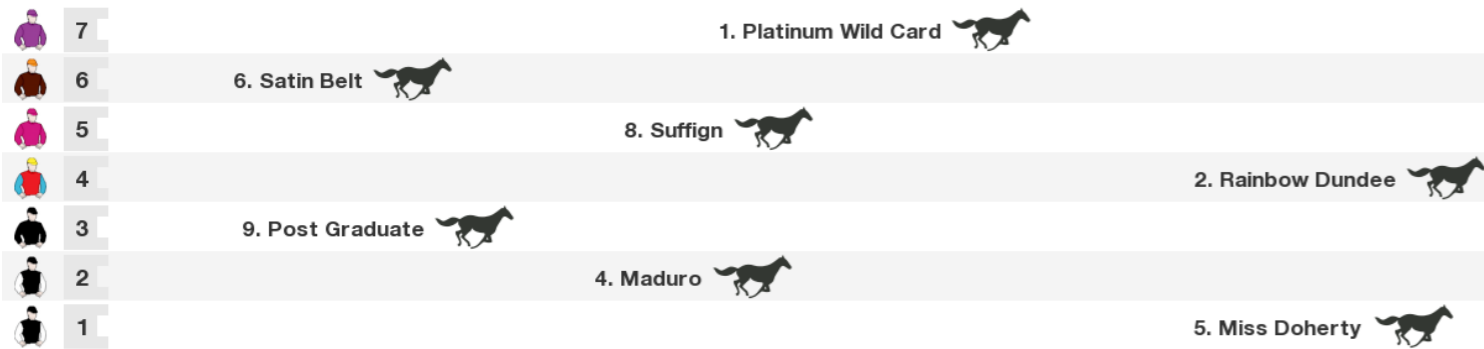 7 1. Platinum Wild Card
6 6. Satin Belt
5 8. Suffign
4 2. Rainbow Dundee
3 9. Post Graduate
2 4. Maduro
1 5. Miss Doherty